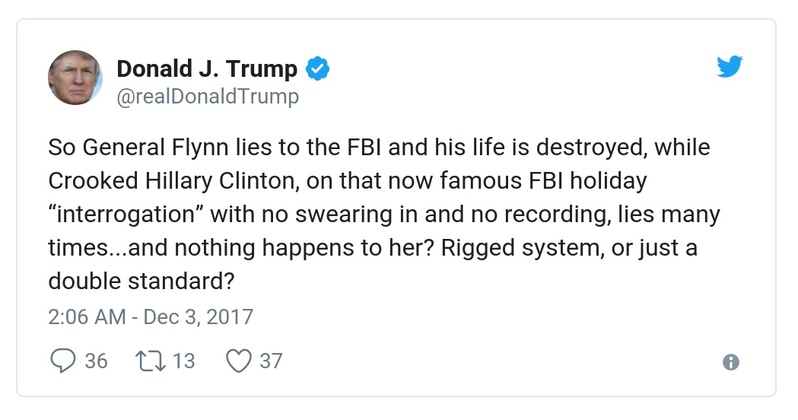 Donald J. Trump
@realDonaldTrump
So General Flynn lies to the FBI and his life is destroyed, while
Crooked Hillary Clinton, on that now famous FBI holiday
“interrogation” with no swearing in and no recording, lies many
times...and nothing happens to her? Rigged system, or just a
double standard?
2:06 AM - Dec 3, 2017
36 13 37